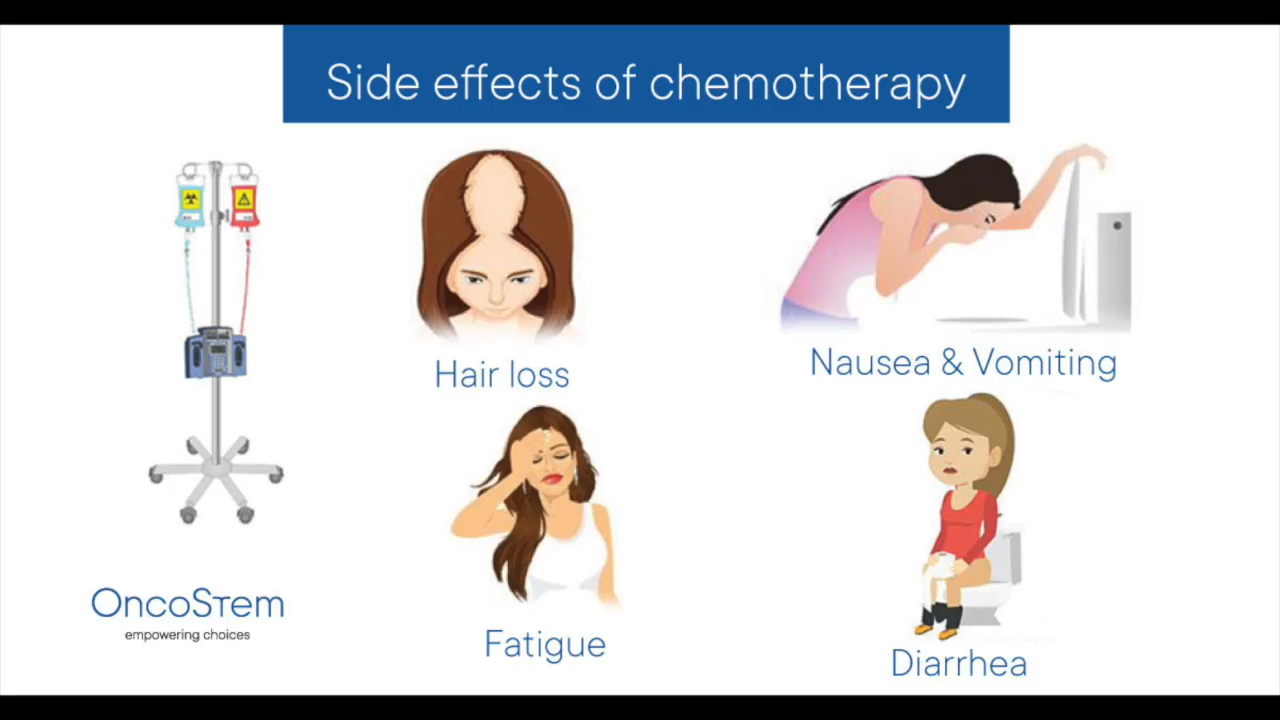 Side effects of chemotherapy
Hair loss
Nausea & Vomiting
Fatigue
Diarrhea
OncoStem
empowering choices